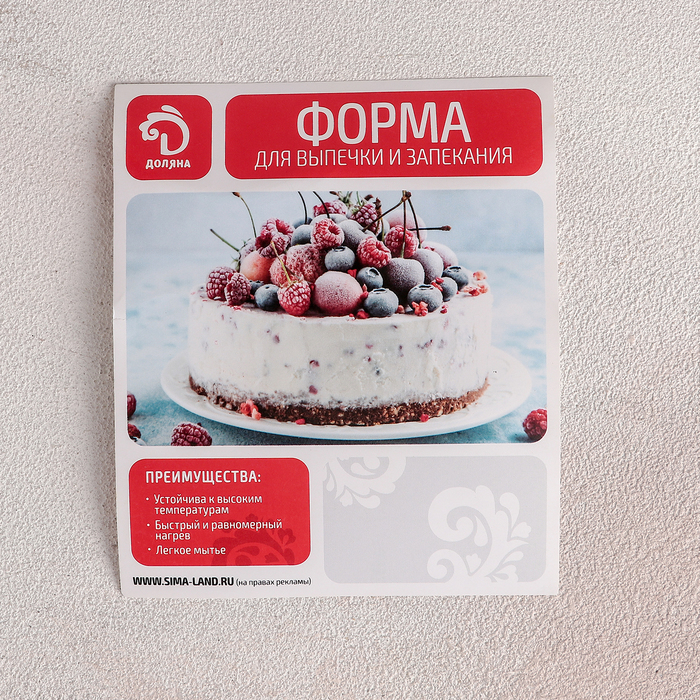 ДОЛЯНА
ФОРМА
ДЛЯ ВЫПЕЧКИ И ЗАПЕКАНИЯ
ПРЕИМУЩЕСТВА:
• Устойчива к высоким
температурам
• Быстрый и равномерный
нагрев
• Легкое мытье
WWW.SIMA-LAND.RU (на правах рекламы)